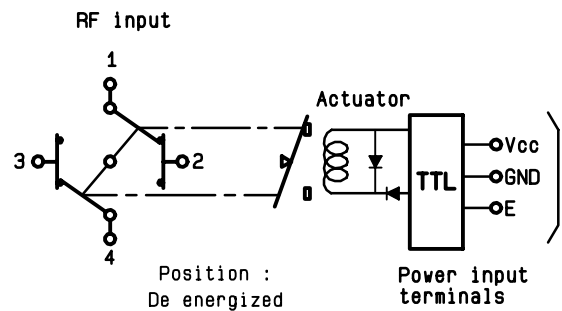 RF input
1
Actuator
3
2
TTL
Vcc
GND
E
4
Position :
De energized
Power input
terminals